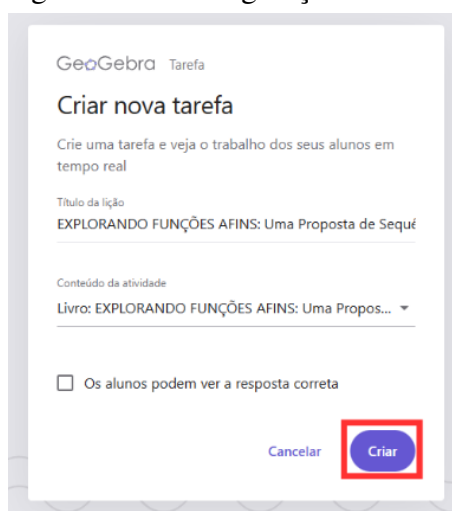 GeoGebra Tarefa
Criar nova tarefa
Crie uma tarefa e veja o trabalho dos seus alunos em
tempo real
Título da lição
EXPLORANDO FUNÇÕES AFINS: Uma Proposta de Sequê
Conteúdo da atividade
Livro: EXPLORANDO FUNÇÕES AFINS: Uma Propos...
Os alunos podem ver a resposta correta
Cancelar
Criar